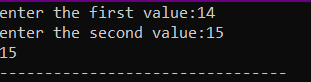 enter the first value:14
enter the second value:15
15
--------------------------------